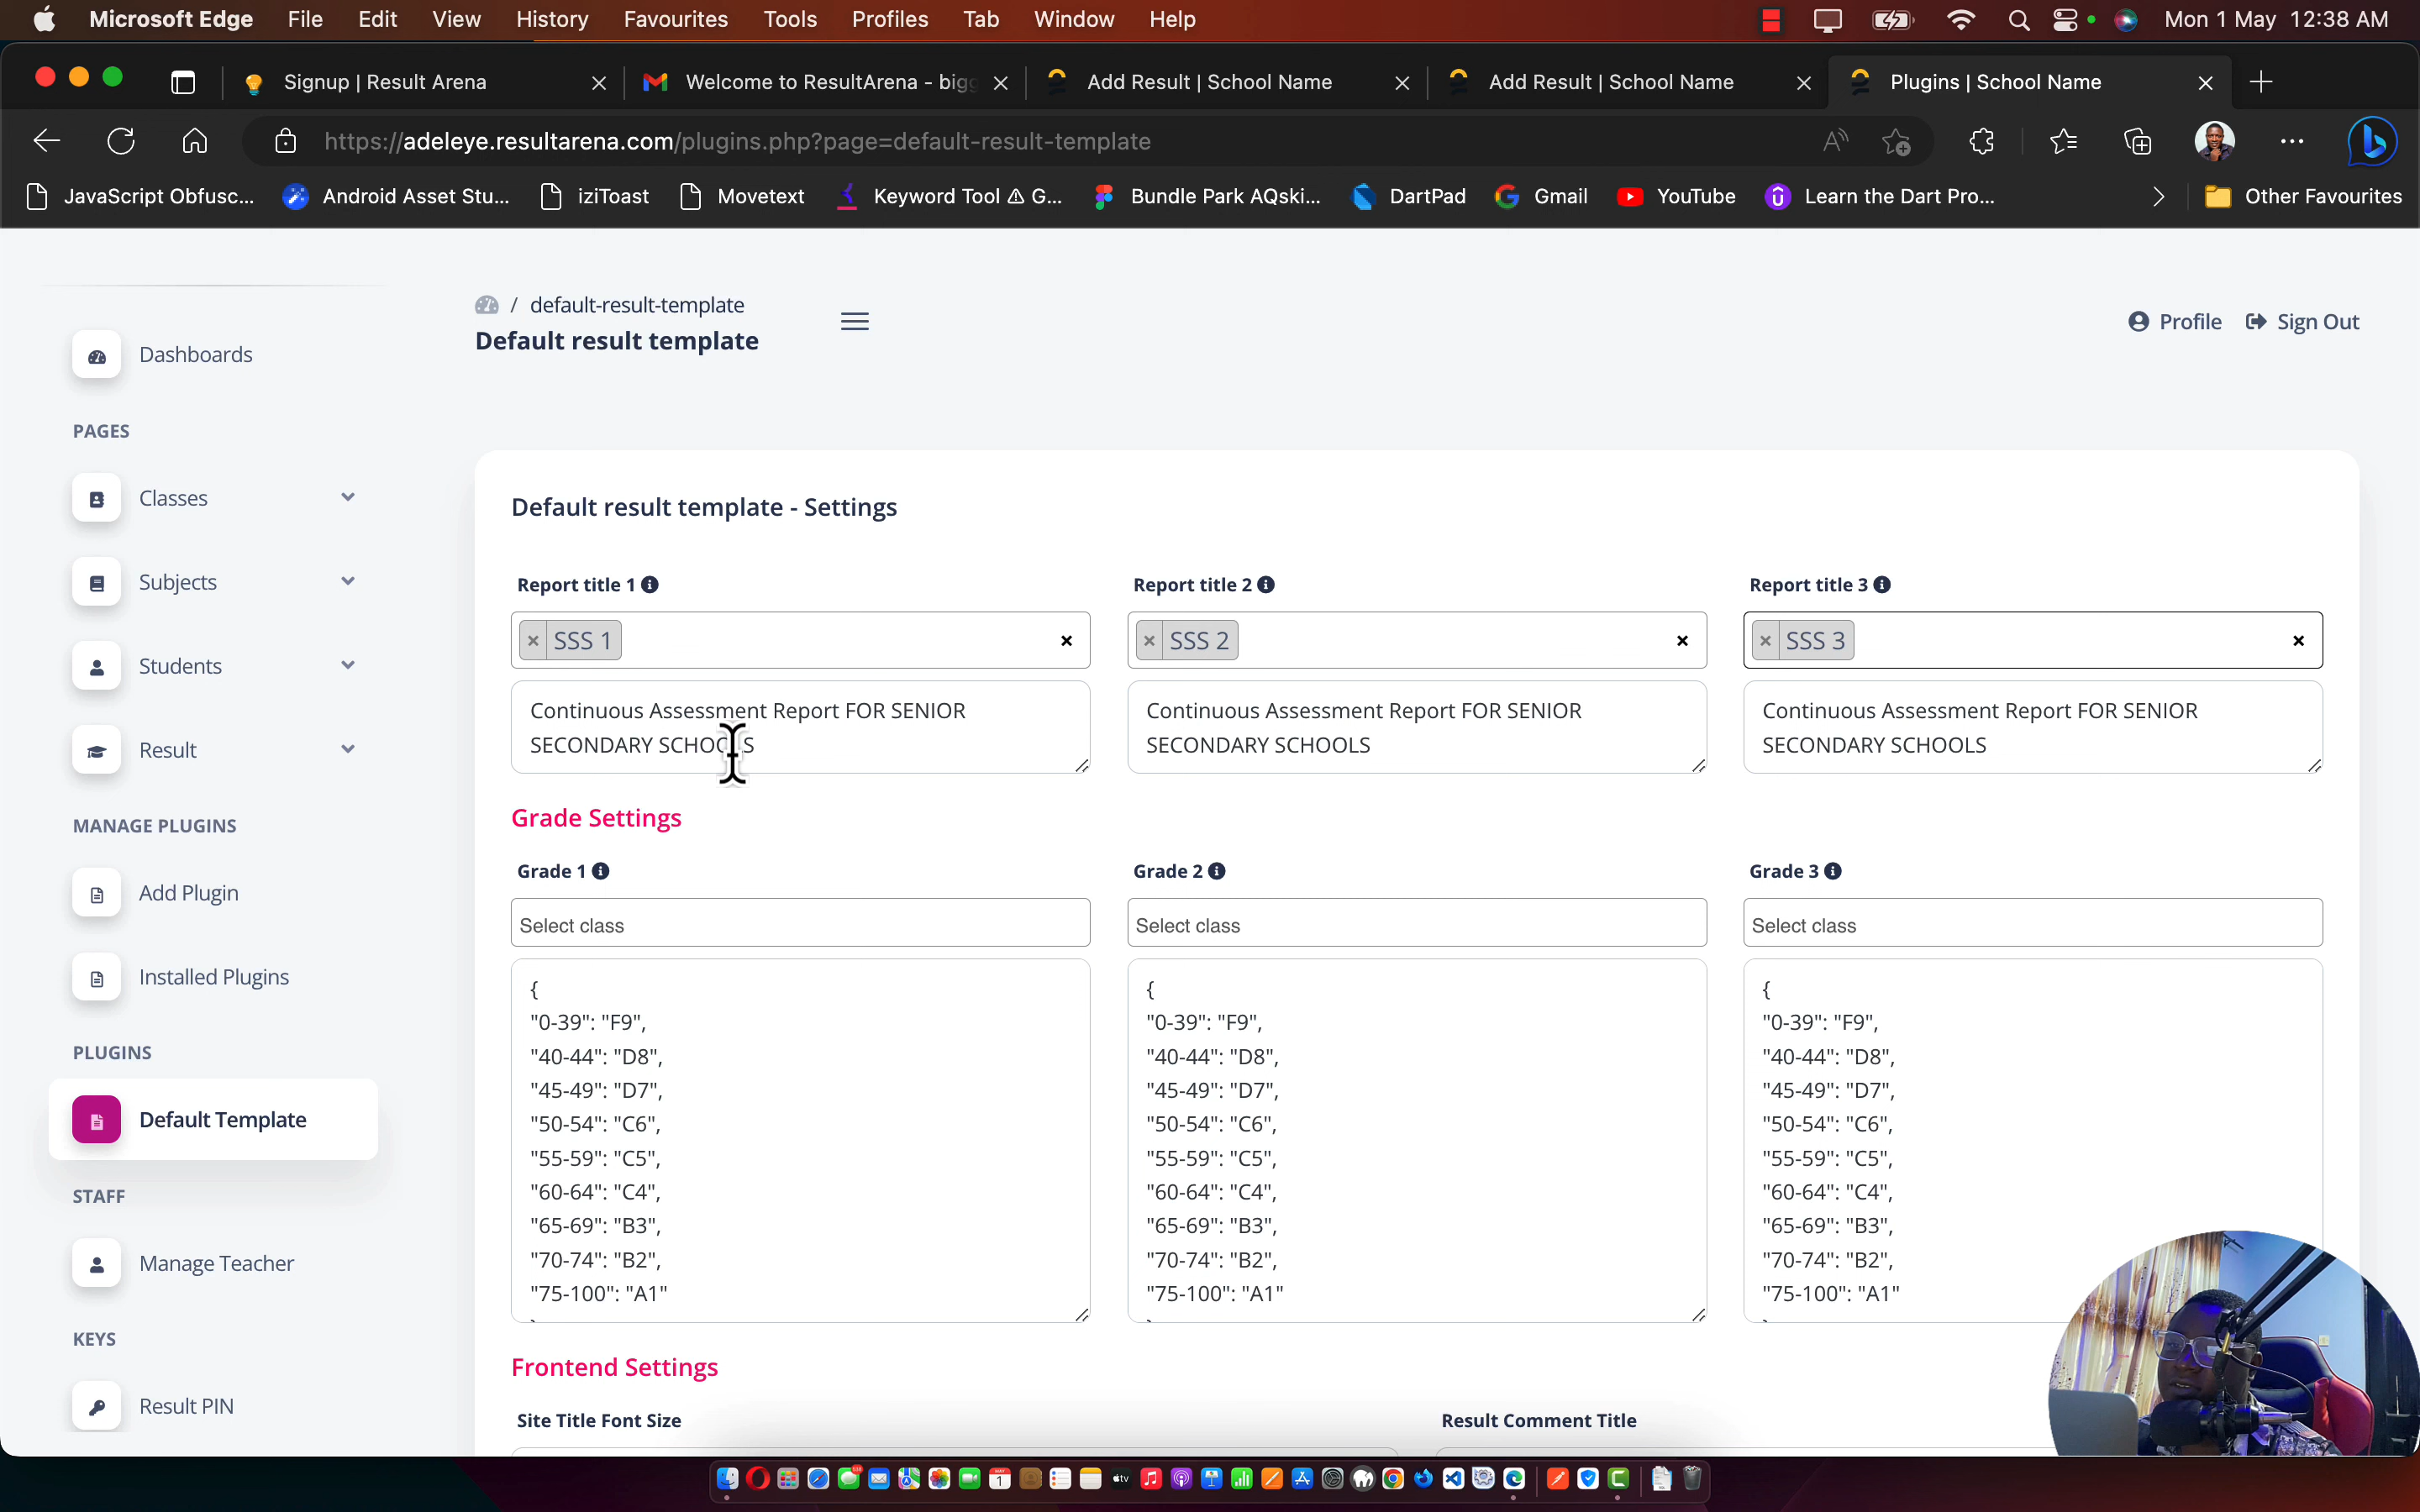 Microsoft Edge File Edit View History Favourites Tools Profiles Tab Window Help Mon 1 May 12:38 AM
Signup | Result Arena Welcome to ResultArena - bigg Add Result | School Name Add Result | School Name Plugins | School Name
https://adeleye.resultarena.com/plugins.php?page=default-result-template
JavaScript Obfusc... Android Asset Stu... iziToast Movetext Keyword Tool ⚠ G... Bundle Park AQski... DartPad Gmail YouTube Learn the Dart Pro... Other Favourites
/ default-result-template
Default result template
Profile Sign Out
Dashboards
PAGES
Classes
Subjects
Students
Result
MANAGE PLUGINS
Add Plugin
Installed Plugins
PLUGINS
Default Template
STAFF
Manage Teacher
KEYS
Result PIN
Default result template - Settings
Report title 1 Report title 2 Report title 3
× SSS 1 × × SSS 2 × × SSS 3 ×
Continuous Assessment Report FOR SENIOR
SECONDARY SCHOOLS
Continuous Assessment Report FOR SENIOR
SECONDARY SCHOOLS
Continuous Assessment Report FOR SENIOR
SECONDARY SCHOOLS
Grade Settings
Grade 1 Grade 2 Grade 3
Select class Select class Select class
{
"0-39": "F9",
"40-44": "D8",
"45-49": "D7",
"50-54": "C6",
"55-59": "C5",
"60-64": "C4",
"65-69": "B3",
"70-74": "B2",
"75-100": "A1"
{
"0-39": "F9",
"40-44": "D8",
"45-49": "D7",
"50-54": "C6",
"55-59": "C5",
"60-64": "C4",
"65-69": "B3",
"70-74": "B2",
"75-100": "A1"
{
"0-39": "F9",
"40-44": "D8",
"45-49": "D7",
"50-54": "C6",
"55-59": "C5",
"60-64": "C4",
"65-69": "B3",
"70-74": "B2",
"75-100": "A1"
Frontend Settings
Site Title Font Size Result Comment Title